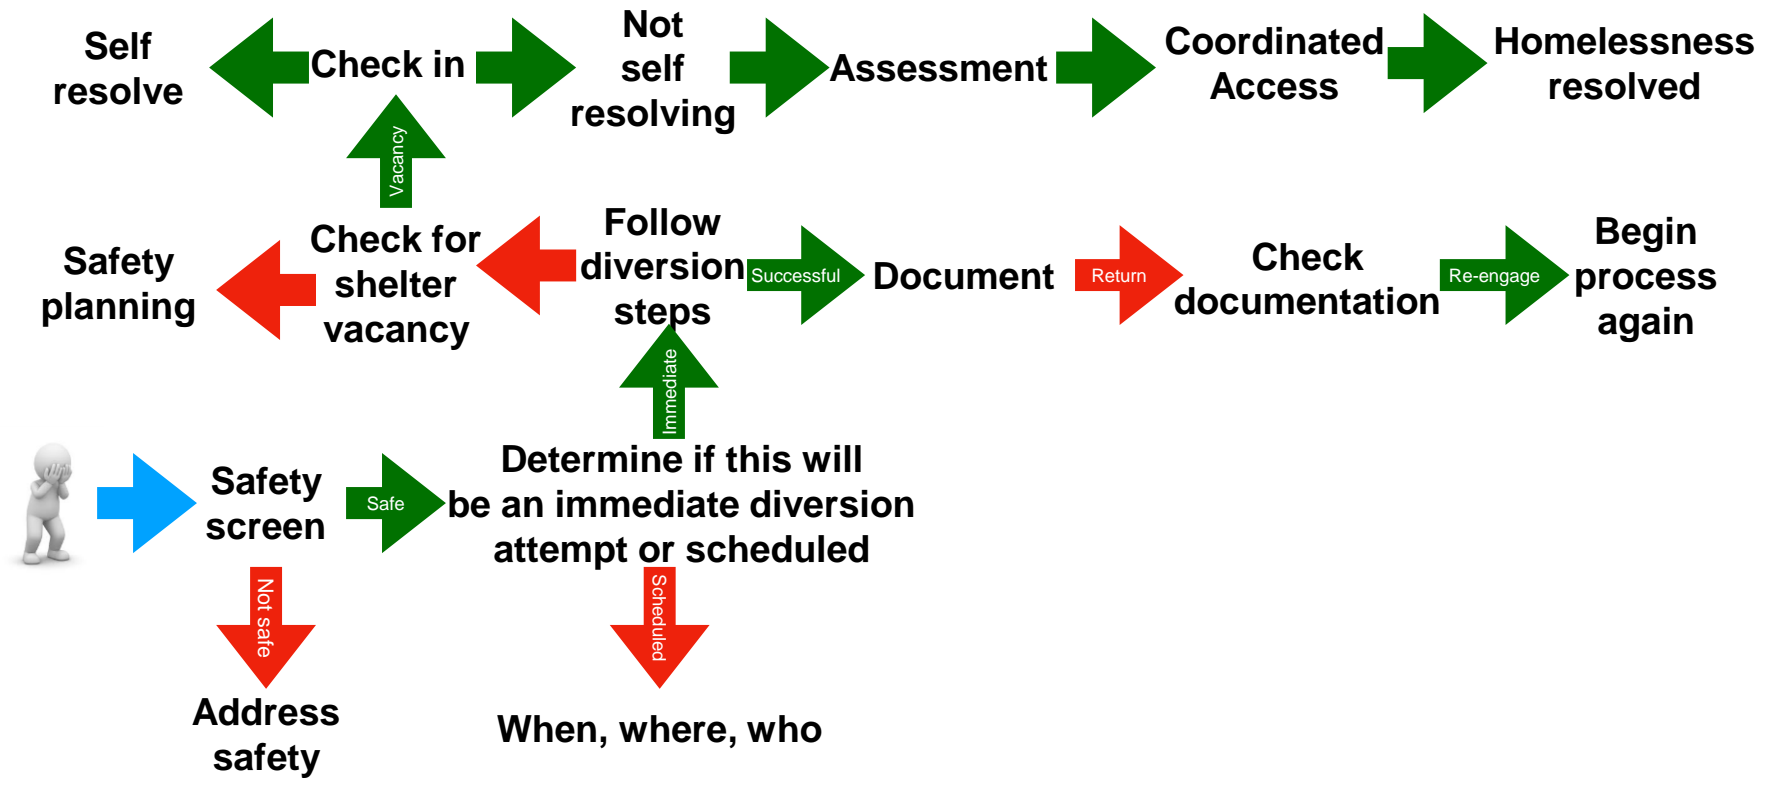 Self
resolve
Check in
Not
self
resolving
Assessment
Coordinated
Access
Homelessness
resolved
Vacancy
Safety
planning
Check for
shelter
vacancy
Follow
diversion
steps
Successful
Document
Return
Check
documentation
Re-engage
Begin
process
again
Immediate
Safety
screen
Safe
Determine if this will
be an immediate diversion
attempt or scheduled
Not safe
Scheduled
Address
safety
When, where, who